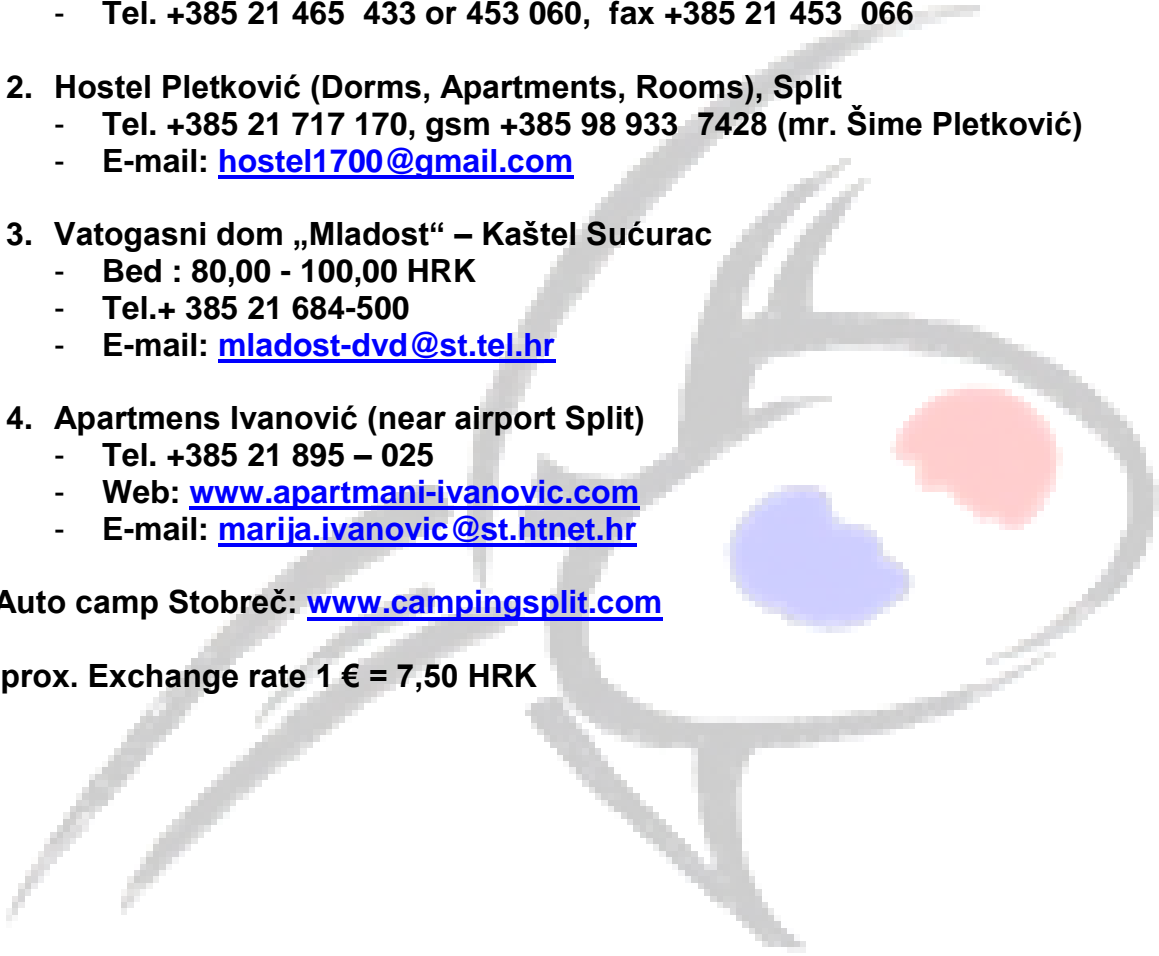 - Tel. +385 21 465 433 or 453 060, fax +385 21 453 066
2. Hostel Pletković (Dorms, Apartments, Rooms), Split
- Tel. +385 21 717 170, gsm +385 98 933 7428 (mr. Šime Pletković)
- E-mail: hostel1700@gmail.com
3. Vatogasni dom „Mladost“ – Kaštel Sućurac
- Bed : 80,00 - 100,00 HRK
- Tel.+ 385 21 684-500
- E-mail: mladost-dvd@st.tel.hr
4. Apartmens Ivanović (near airport Split)
- Tel. +385 21 895 – 025
- Web: www.apartmani-ivanovic.com
- E-mail: marija.ivanovic@st.htnet.hr
Auto camp Stobreč: www.campingsplit.com
prox. Exchange rate 1 € = 7,50 HRK